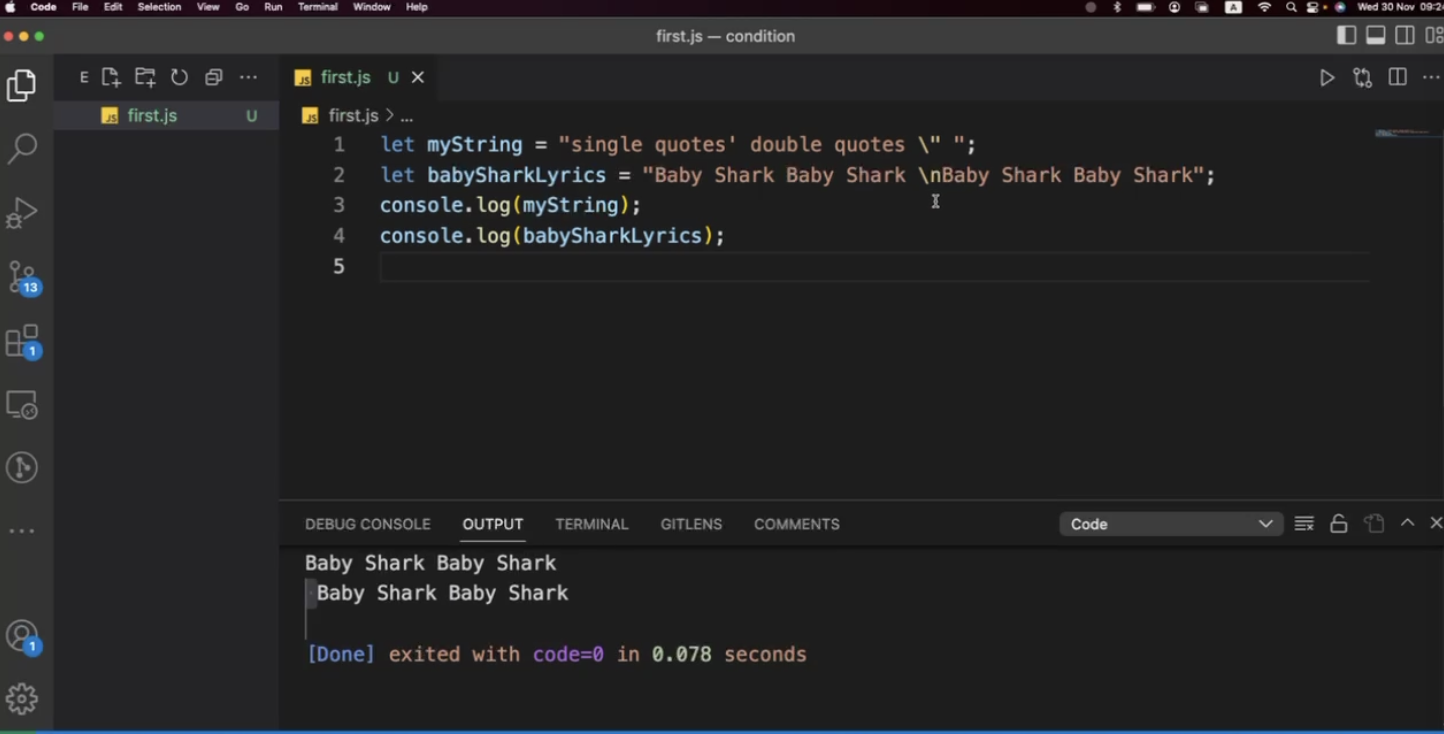 Code File Edit Selection View Go Run Terminal Window Help A Wed 30 Nov
first.js — condition
E JS first.js U
JS first.js U
JS first.js > ...
1 let myString = "single quotes' double quotes \" ";
2 let babySharkLyrics = "Baby Shark Baby Shark \nBaby Shark Baby Shark";
3 console.log(myString);
4 console.log(babySharkLyrics);
5
13
1
1
DEBUG CONSOLE OUTPUT TERMINAL GITLENS COMMENTS Code
Baby Shark Baby Shark
Baby Shark Baby Shark
[Done] exited with code=0 in 0.078 seconds